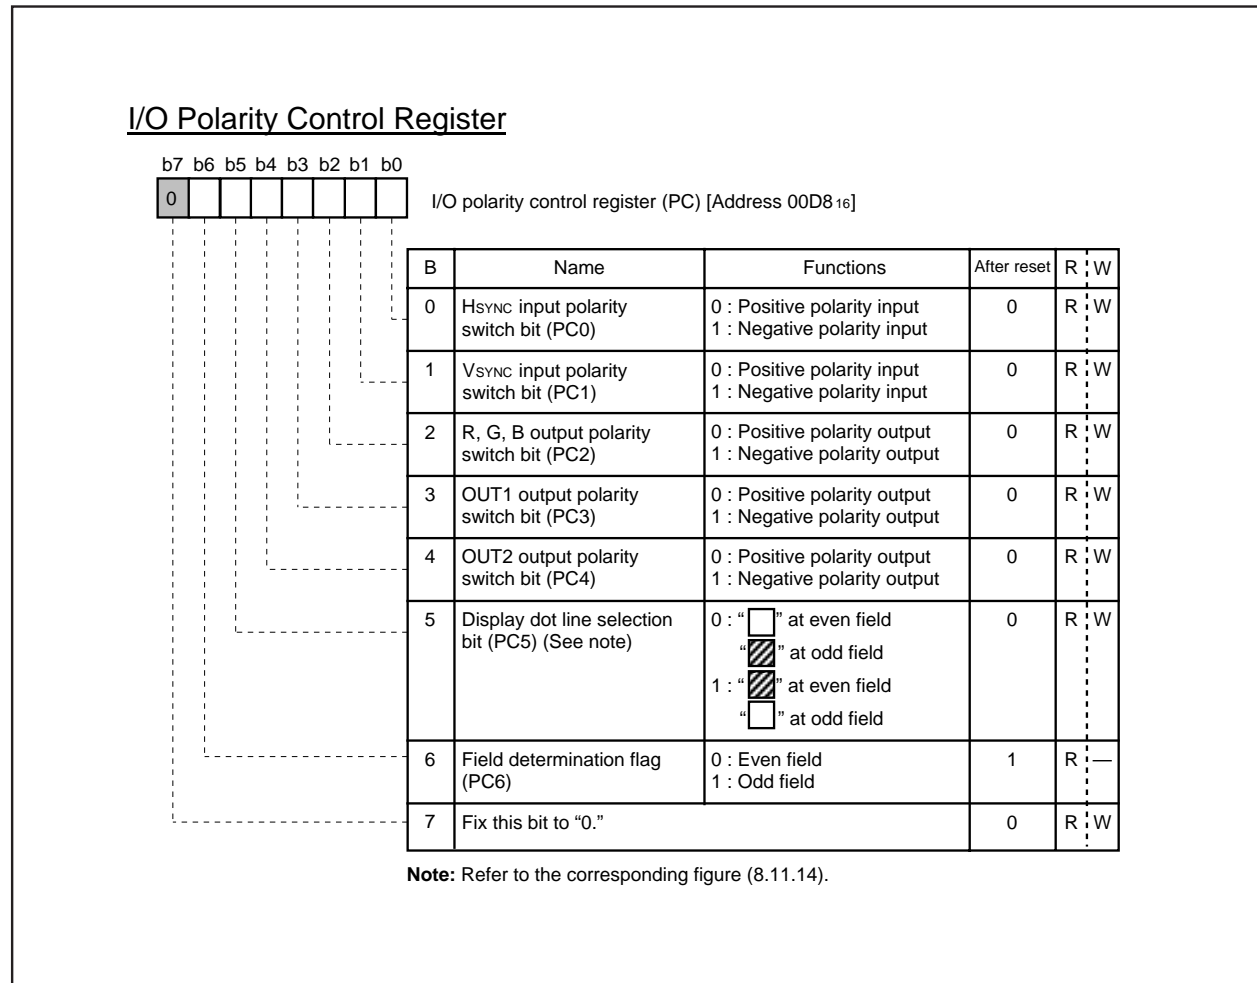 I/O Polarity Control Register
b7 b6 b5 b4 b3 b2 b1 b0
0
I/O polarity control register (PC) [Address 00D8 16]
B Name Functions After reset R W
0 HSYNC input polarity switch bit (PC0) 0 : Positive polarity input 1 : Negative polarity input 0 R W
1 VSYNC input polarity switch bit (PC1) 0 : Positive polarity input 1 : Negative polarity input 0 R W
2 R, G, B output polarity switch bit (PC2) 0 : Positive polarity output 1 : Negative polarity output 0 R W
3 OUT1 output polarity switch bit (PC3) 0 : Positive polarity output 1 : Negative polarity output 0 R W
4 OUT2 output polarity switch bit (PC4) 0 : Positive polarity output 1 : Negative polarity output 0 R W
5 Display dot line selection bit (PC5) (See note) 0 : “ ” at even field “ ” at odd field 1 : “ ” at even field “ ” at odd field 0 R W
6 Field determination flag (PC6) 0 : Even field 1 : Odd field 1 R —
7 Fix this bit to “0.” 0 R W
Note: Refer to the corresponding figure (8.11.14).